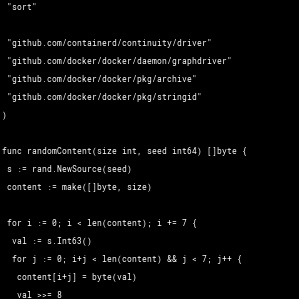 "sort"
"github.com/containerd/continuity/driver"
"github.com/docker/docker/daemon/graphdriver"
"github.com/docker/docker/pkg/archive"
"github.com/docker/docker/pkg/stringid"
)
func randomContent(size int, seed int64) []byte {
s := rand.NewSource(seed)
content := make([]byte, size)
for i := 0; i < len(content); i += 7 {
val := s.Int63()
for j := 0; i+j < len(content) && j < 7; j++ {
content[i+j] = byte(val)
val >>= 8